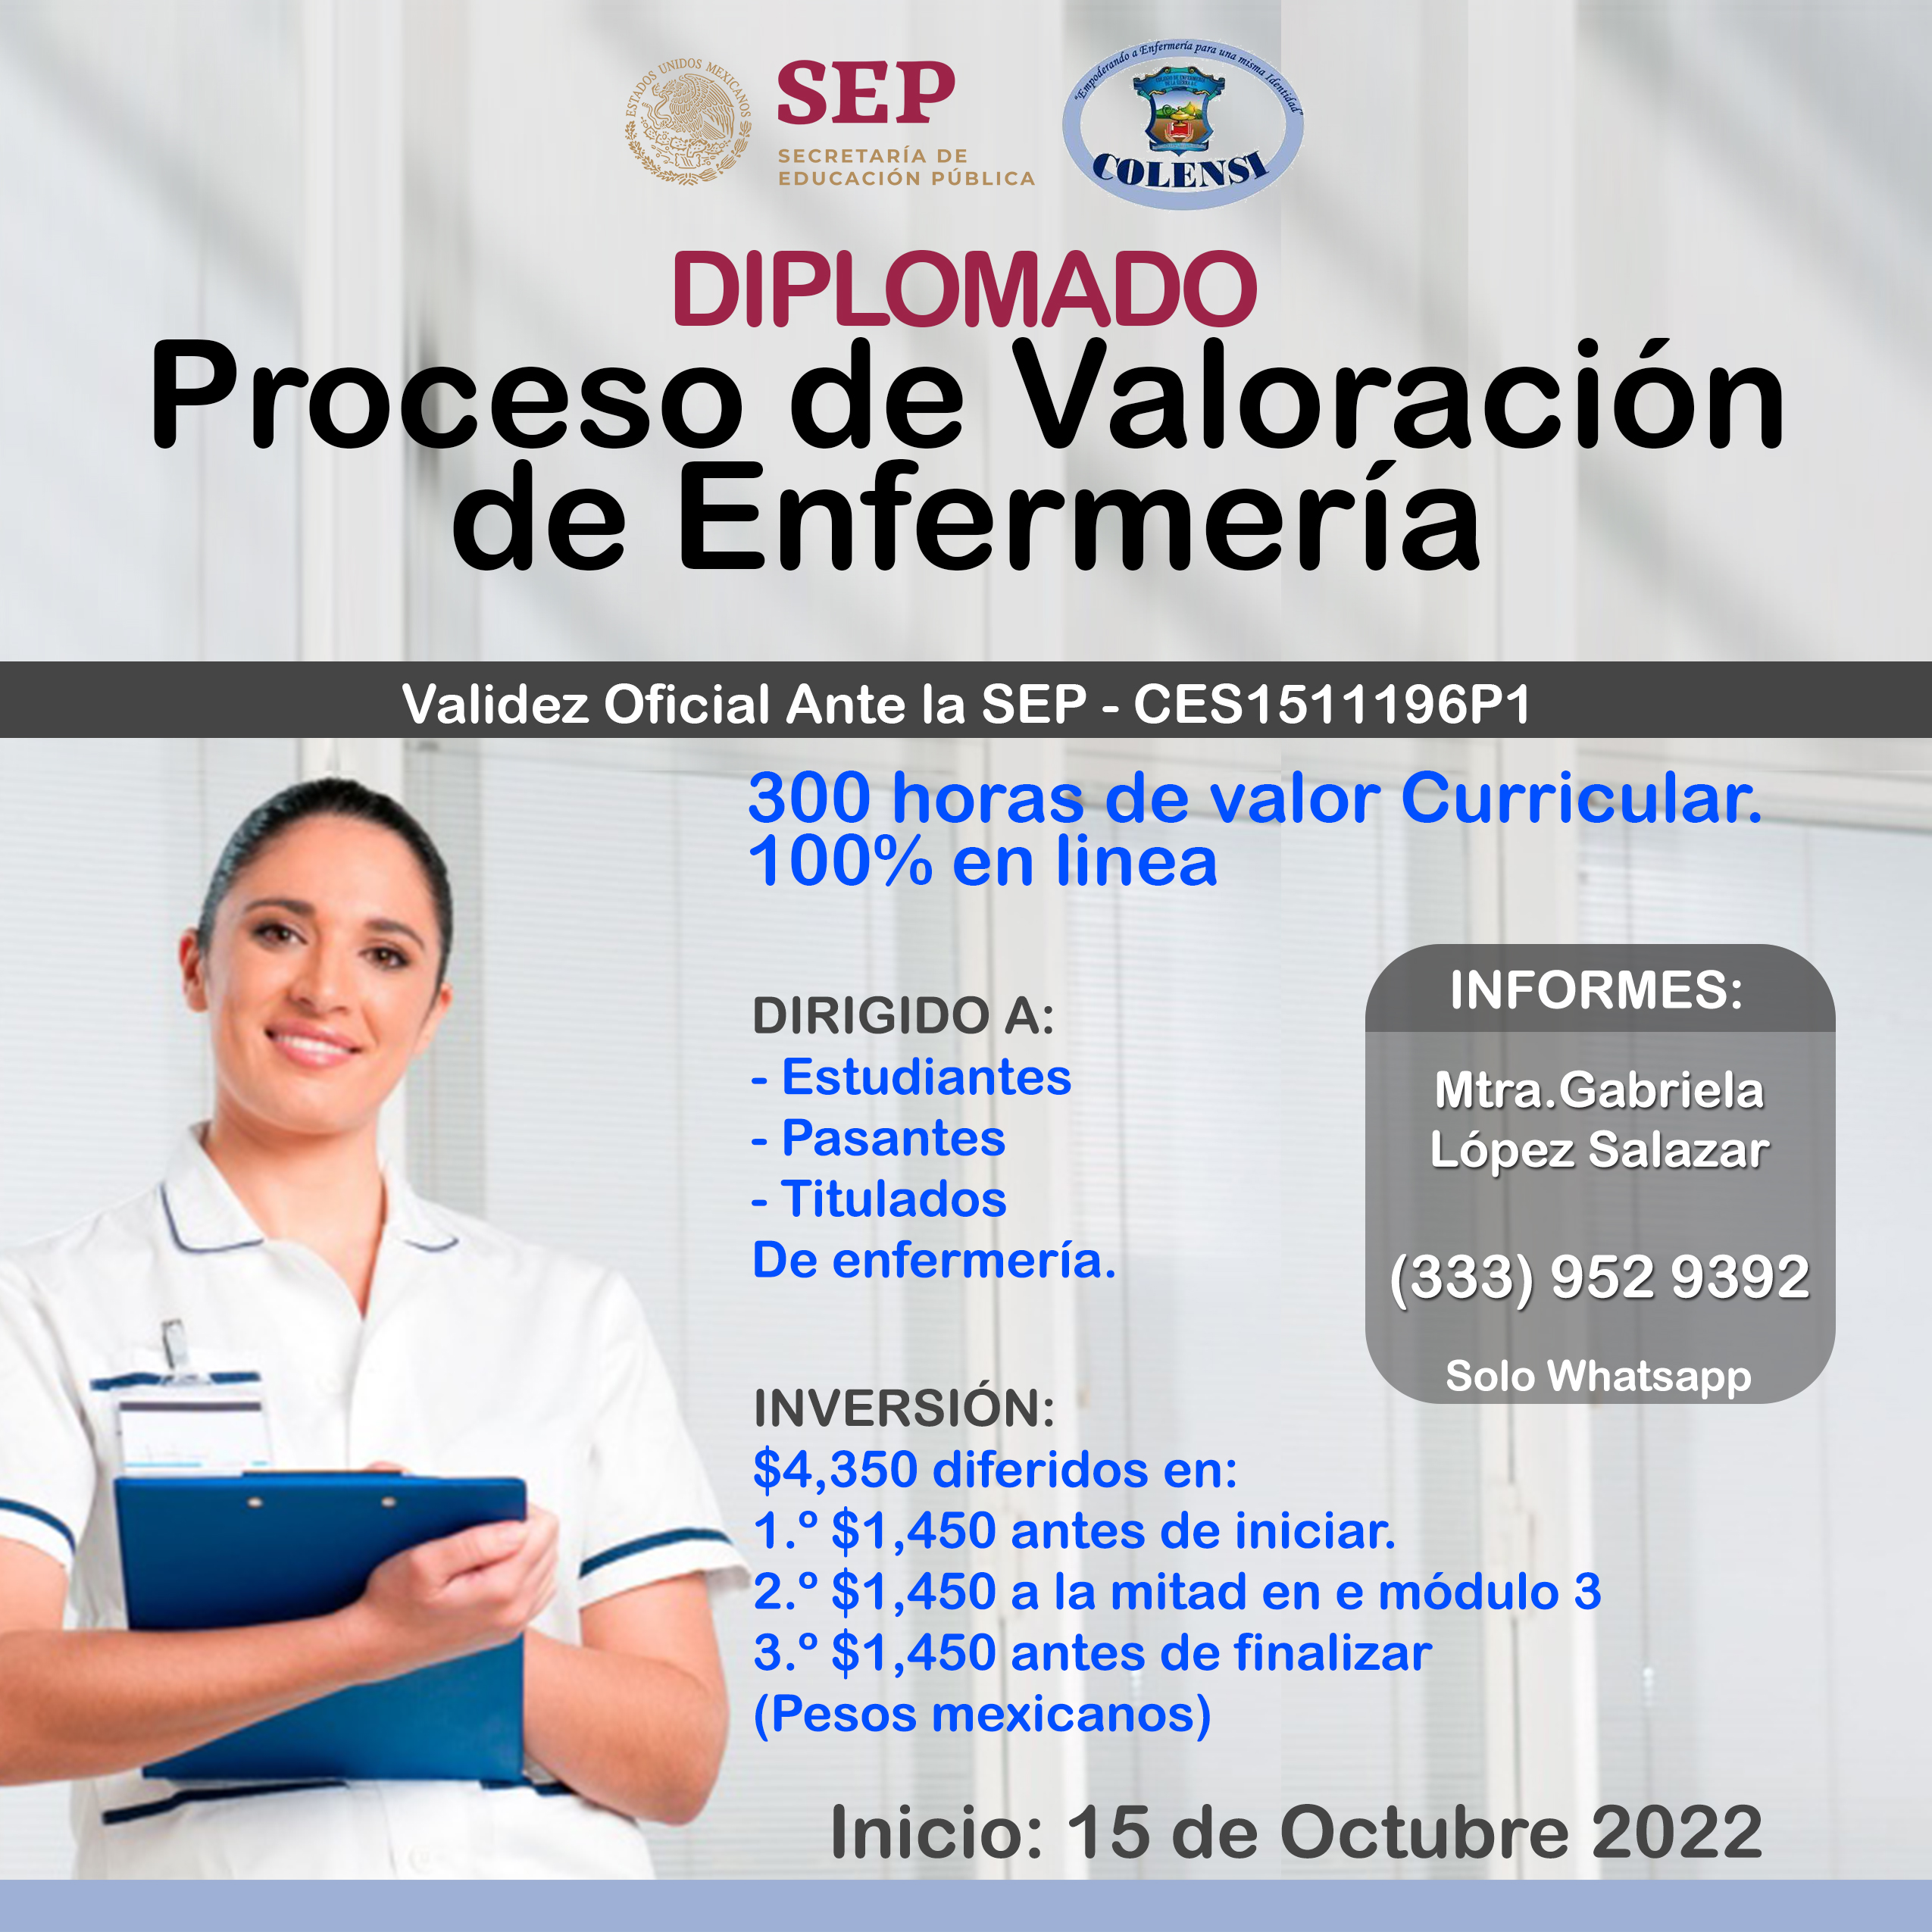 ESTADOS UNIDOS MEXICANOS
SEP
SECRETARÍA DE
EDUCACIÓN PÚBLICA
"Empoderando a Enfermería para una misma Identidad"
COLENSI
DIPLOMADO
Proceso de Valoración
de Enfermería
Validez Oficial Ante la SEP - CES1511196P1
300 horas de valor Curricular.
100% en linea
DIRIGIDO A:
- Estudiantes
- Pasantes
- Titulados
De enfermería.
INFORMES:
Mtra.Gabriela
López Salazar
(333) 952 9392
Solo Whatsapp
INVERSIÓN:
$4,350 diferidos en:
1.º $1,450 antes de iniciar.
2.º $1,450 a la mitad en e módulo 3
3.º $1,450 antes de finalizar
(Pesos mexicanos)
Inicio: 15 de Octubre 2022